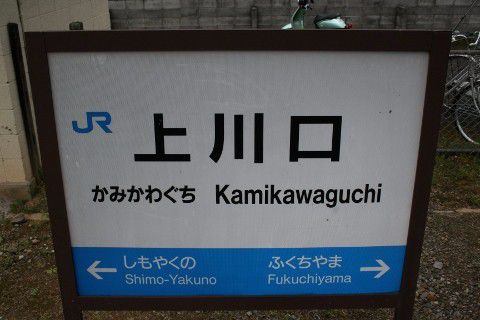 JR 上川口
かみかわぐち Kamikawaguchi
← しもやくの ふくちやま →
Shimo-Yakuno Fukuchiyama